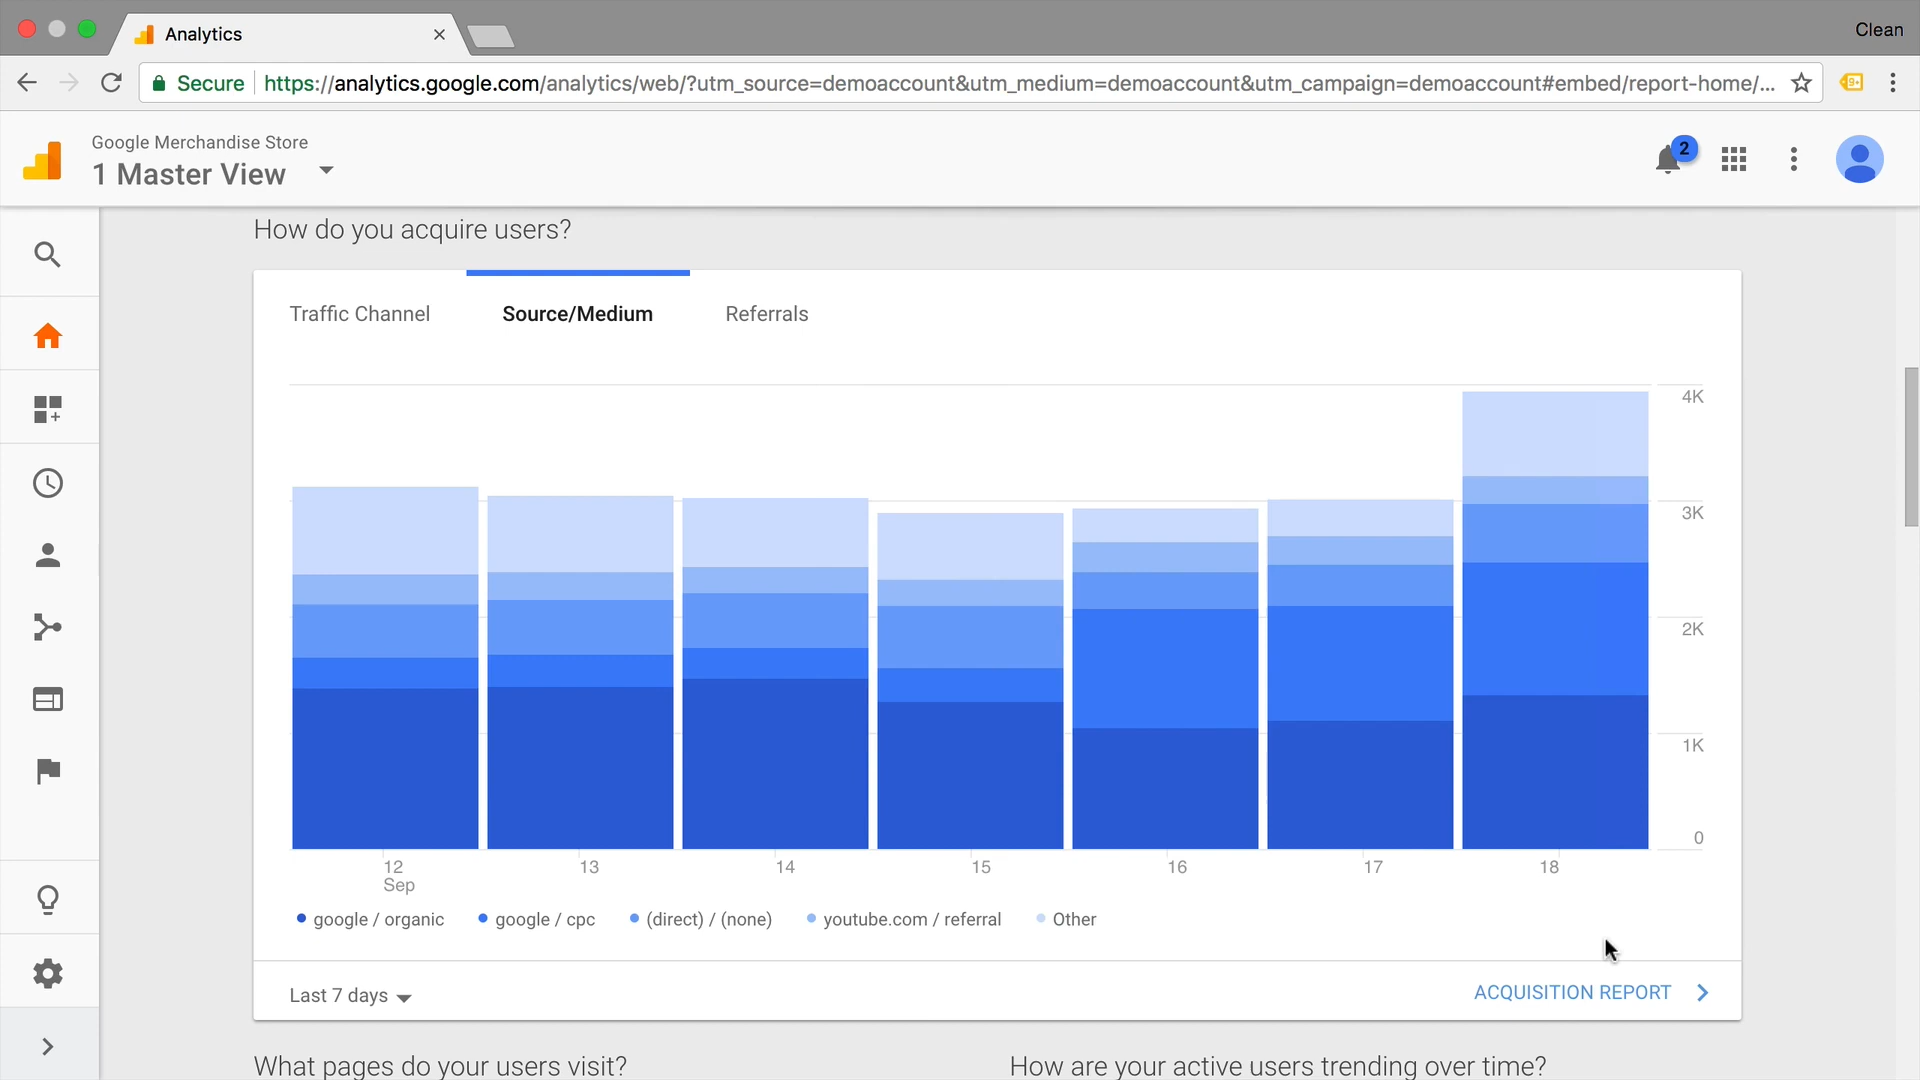 Analytics
Clean
Secure https://analytics.google.com/analytics/web/?utm_source=demoaccount&utm_medium=demoaccount&utm_campaign=demoaccount#embed/report-home/...
Google Merchandise Store
1 Master View
2
How do you acquire users?
Traffic Channel Source/Medium Referrals
4K
3K
2K
1K
0
12 13 14 15 16 17 18
Sep
google / organic google / cpc (direct) / (none) youtube.com / referral Other
Last 7 days ACQUISITION REPORT
What pages do your users visit? How are your active users trending over time?